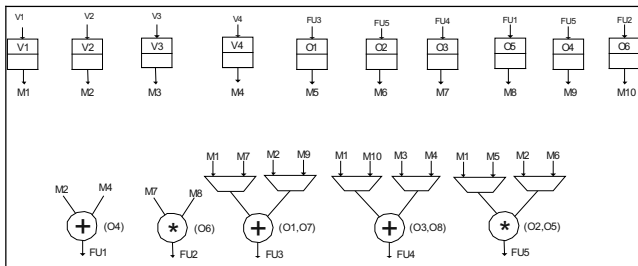 V1 V2 V3 V4 FU3 FU5 FU4 FU1 FU5 FU2
V1 V2 V3 V4 O1 O2 O3 O5 O4 O6
M1 M2 M3 M4 M5 M6 M7 M8 M9 M10
M1 M7 M2 M9 M1 M10 M3 M4 M1 M5 M2 M6
M2 M4 M7 M8
+ (O4) * (O6) + (O1,O7) + (O3,O8) * (O2,O5)
FU1 FU2 FU3 FU4 FU5